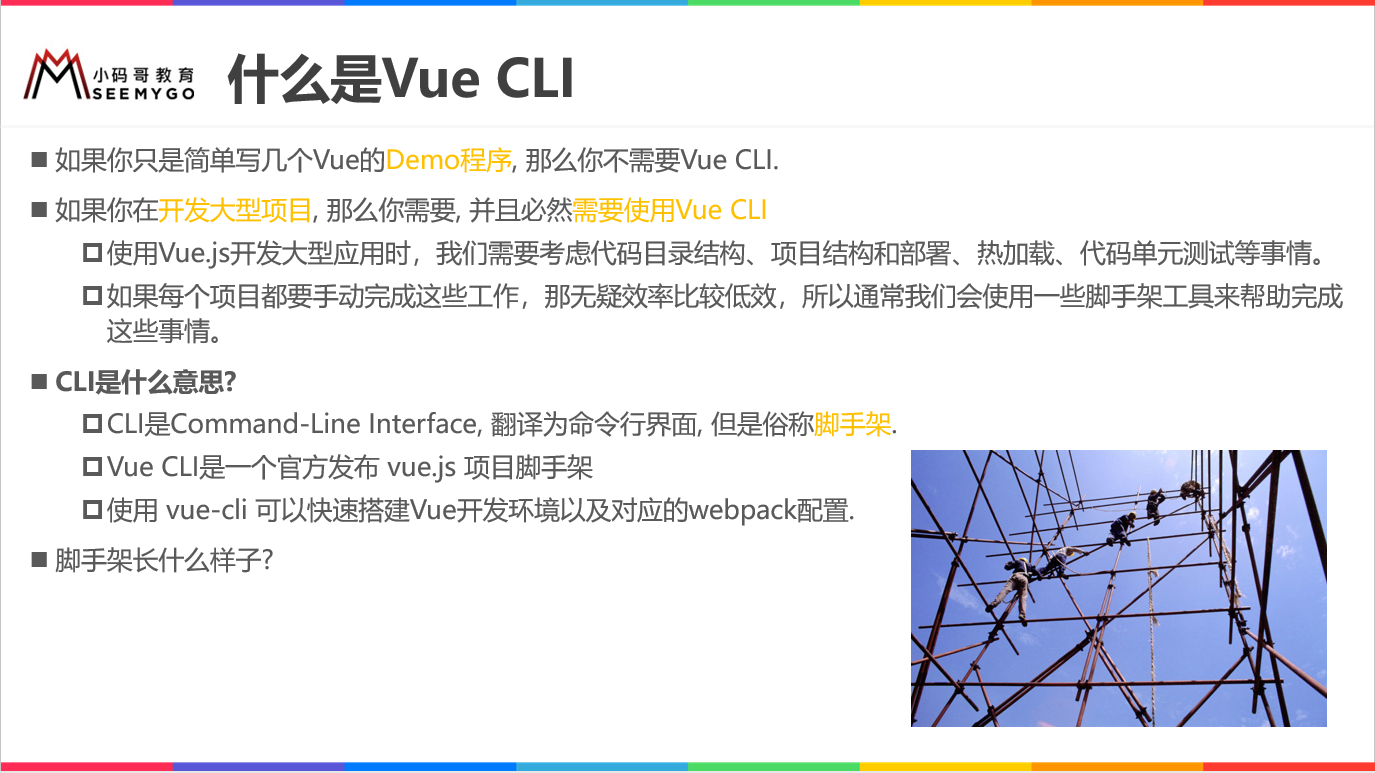 小码哥教育
SEEMYGO
什么是Vue CLI
如果你只是简单写几个Vue的Demo程序, 那么你不需要Vue CLI.
如果你在开发大型项目, 那么你需要, 并且必然需要使用Vue CLI
使用Vue.js开发大型应用时，我们需要考虑代码目录结构、项目结构和部署、热加载、代码单元测试等事情。
如果每个项目都要手动完成这些工作，那无疑效率比较低效，所以通常我们会使用一些脚手架工具来帮助完成
这些事情。
CLI是什么意思?
CLI是Command-Line Interface, 翻译为命令行界面, 但是俗称脚手架.
Vue CLI是一个官方发布 vue.js 项目脚手架
使用 vue-cli 可以快速搭建Vue开发环境以及对应的webpack配置.
脚手架长什么样子?